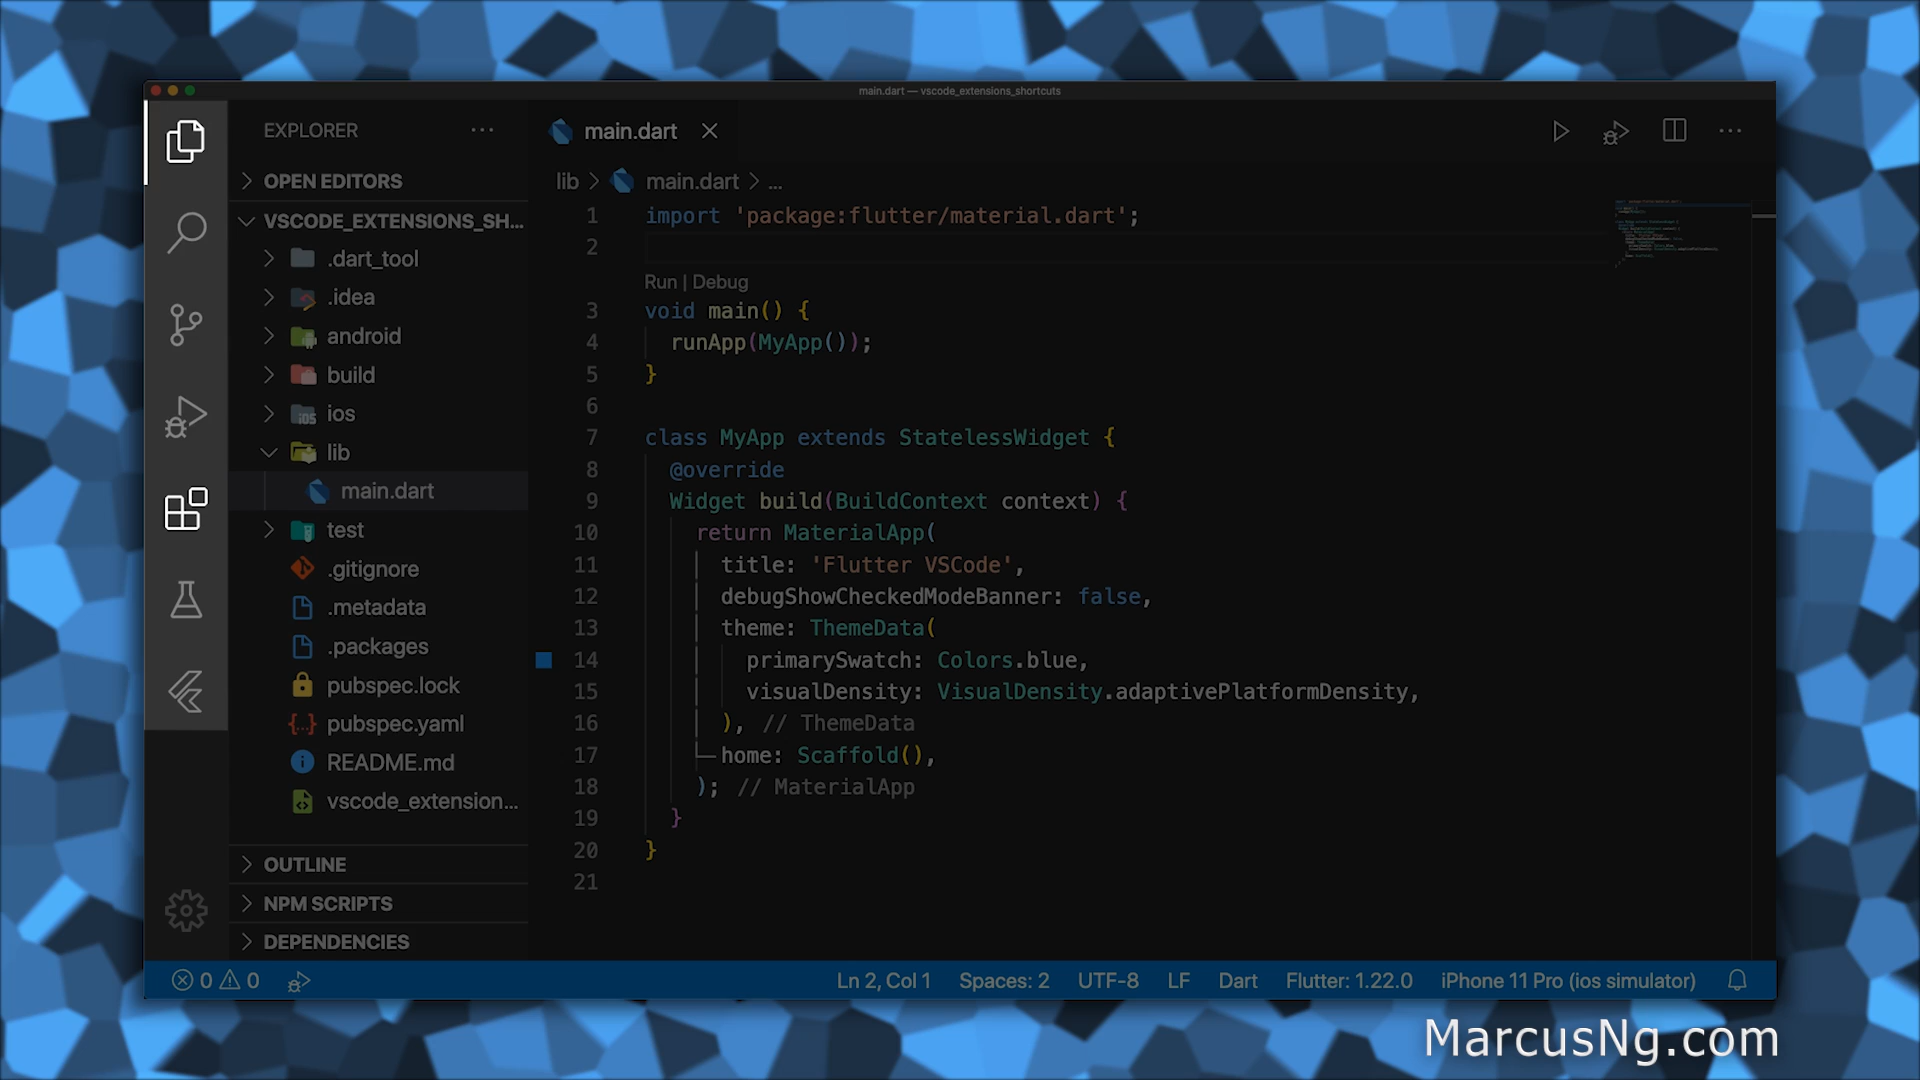 main.dart — vscode_extensions_shortcuts
EXPLORER
OPEN EDITORS
VSCODE_EXTENSIONS_SH...
.dart_tool
.idea
android
build
ios
lib
main.dart
test
.gitignore
.metadata
.packages
pubspec.lock
pubspec.yaml
README.md
vscode_extension...
OUTLINE
NPM SCRIPTS
DEPENDENCIES
main.dart
lib > main.dart > ...
1 import 'package:flutter/material.dart';
2
Run | Debug
3 void main() {
4 runApp(MyApp());
5 }
6
7 class MyApp extends StatelessWidget {
8 @override
9 Widget build(BuildContext context) {
10 return MaterialApp(
11 title: 'Flutter VSCode',
12 debugShowCheckedModeBanner: false,
13 theme: ThemeData(
14 primarySwatch: Colors.blue,
15 visualDensity: VisualDensity.adaptivePlatformDensity,
16 ), // ThemeData
17 home: Scaffold(),
18 ); // MaterialApp
19 }
20 }
21
0 0 Ln 2, Col 1 Spaces: 2 UTF-8 LF Dart Flutter: 1.22.0 iPhone 11 Pro (ios simulator)
MarcusNg.com